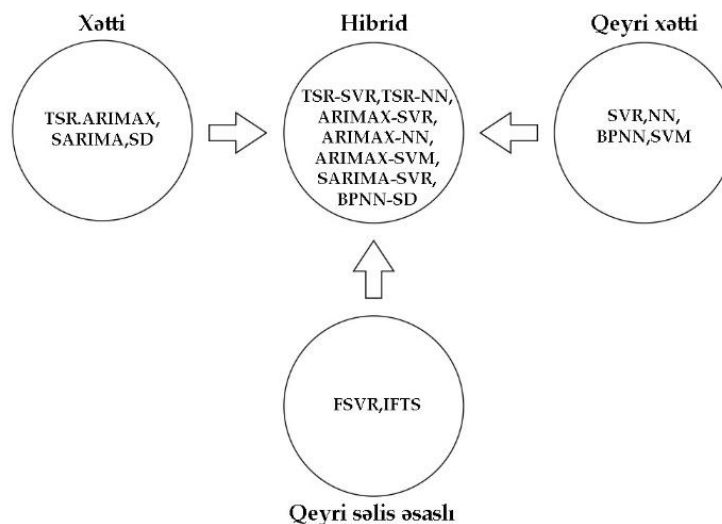 Xətti
TSR.ARIMAX,
SARIMA,SD
Hibrid
TSR-SVR,TSR-NN,
ARIMAX-SVR,
ARIMAX-NN,
ARIMAX-SVM,
SARIMA-SVR,
BPNN-SD
Qeyri xətti
SVR,NN,
BPNN,SVM
FSVR,IFTS
Qeyri səlis əsaslı